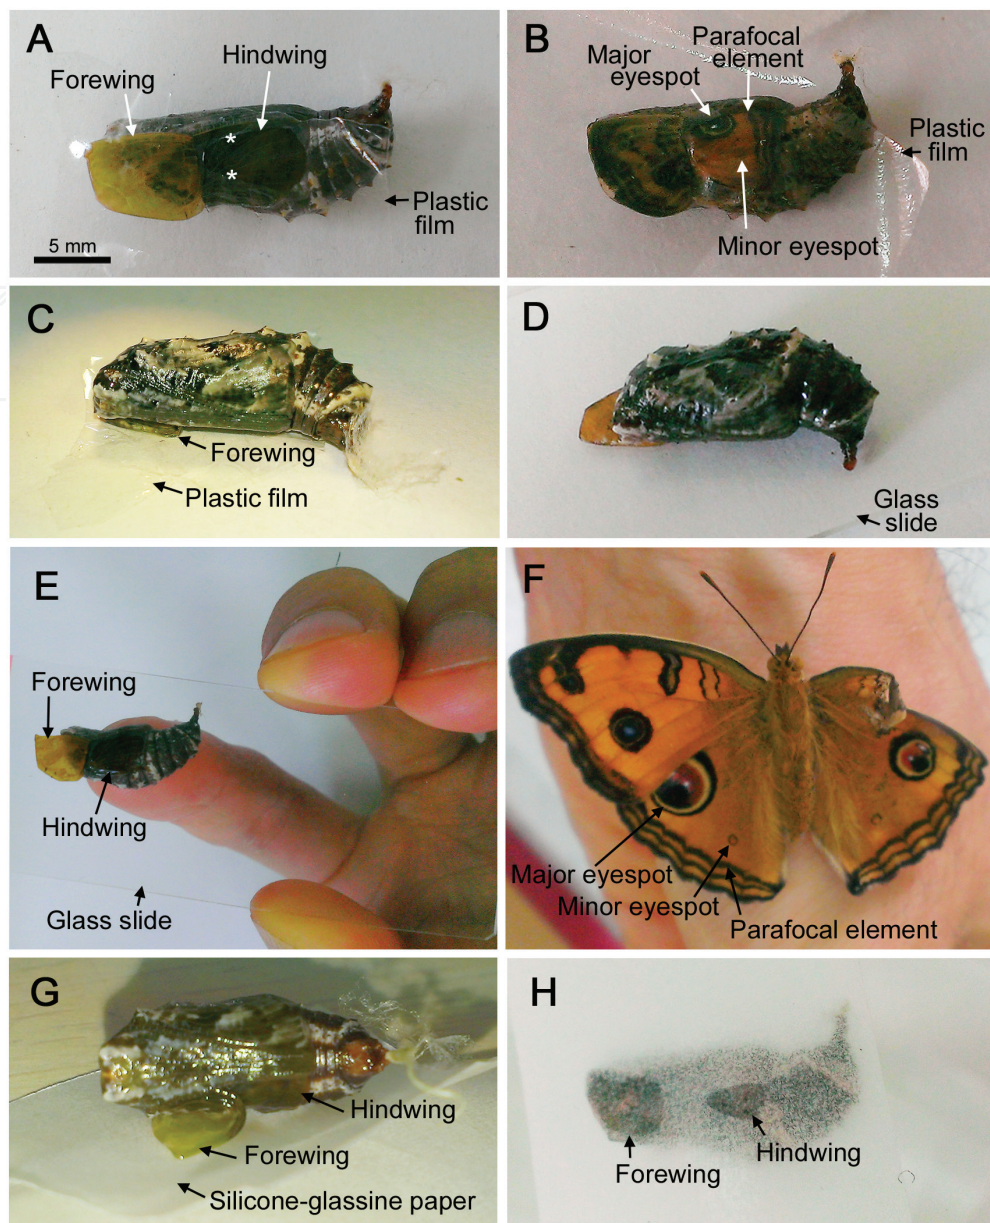 A
Hindwing
Forewing
*
*
Plastic
film
5 mm
B
Parafocal
element
Major
eyespot
Plastic
film
Minor eyespot
C
Forewing
Plastic film
D
Glass
slide
E
Forewing
Hindwing
Glass slide
F
Major eyespot
Minor eyespot
Parafocal element
G
Hindwing
Forewing
Silicone-glassine paper
H
Hindwing
Forewing